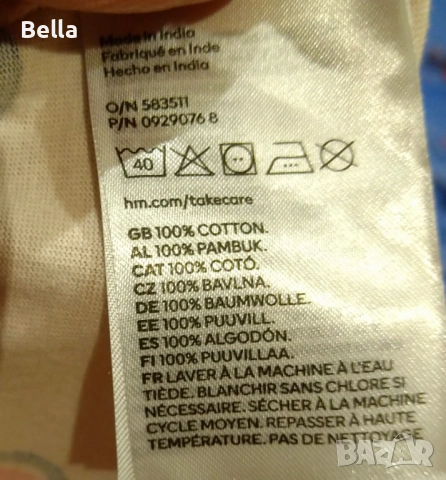 Bella
Made in India
Fabriqué en Inde
Hecho en India
O/N 583511
P/N 0929076 8
40
hm.com/takecare
GB 100% COTTON.
AL 100% PAMBUK.
CAT 100% COTÓ.
CZ 100% BAVLNA.
DE 100% BAUMWOLLE.
EE 100% PUUVILL.
ES 100% ALGODÓN.
FI 100% PUUVILLAA.
FR LAVER À LA MACHINE À L'EAU
TIÈDE. BLANCHIR SANS CHLORE SI
NÉCESSAIRE. SÉCHER À LA MACHINE
CYCLE MOYEN. REPASSER À HAUTE
TEMPÉRATURE. PAS DE NETTOYAGE
bazar.bg